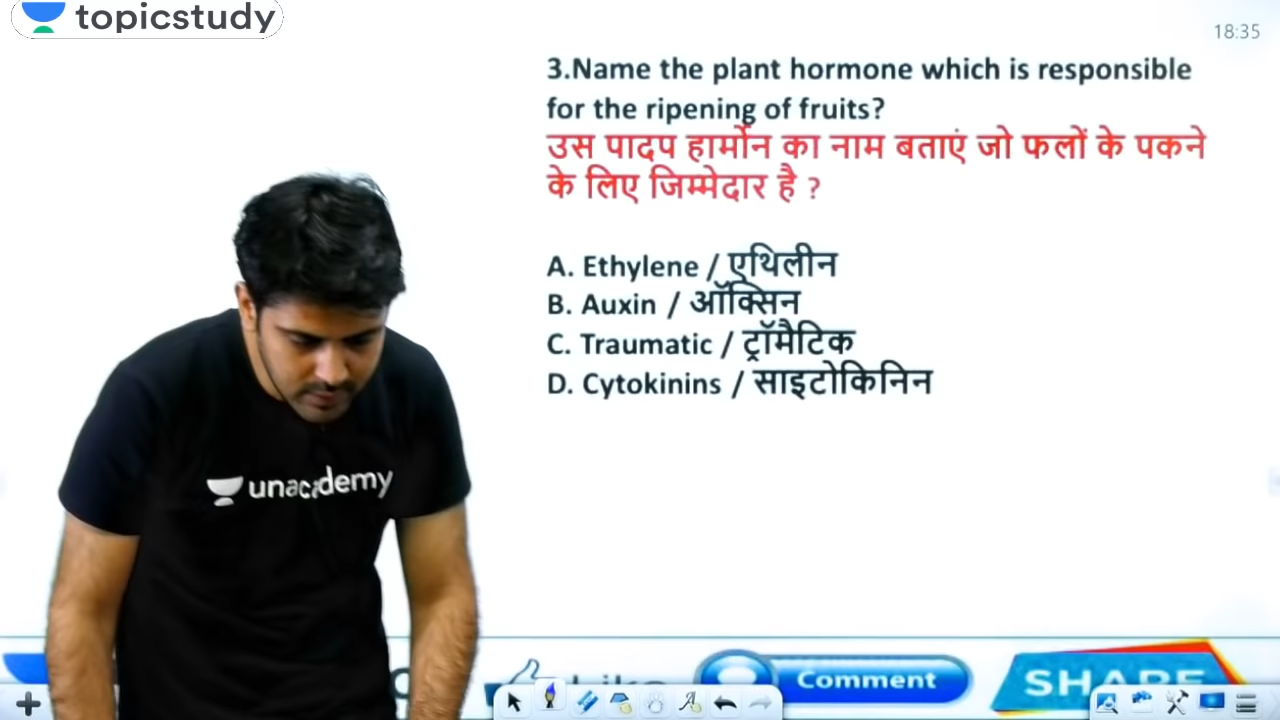 topicstudy
18:35
3.Name the plant hormone which is responsible
for the ripening of fruits?
उस पादप हार्मोन का नाम बताएं जो फलों के पकने
के लिए जिम्मेदार है ?
A. Ethylene / एथिलीन
B. Auxin / ऑक्सिन
C. Traumatic / ट्रॉमैटिक
D. Cytokinins / साइटोकिनिन
unacademy
Comment
SHARE